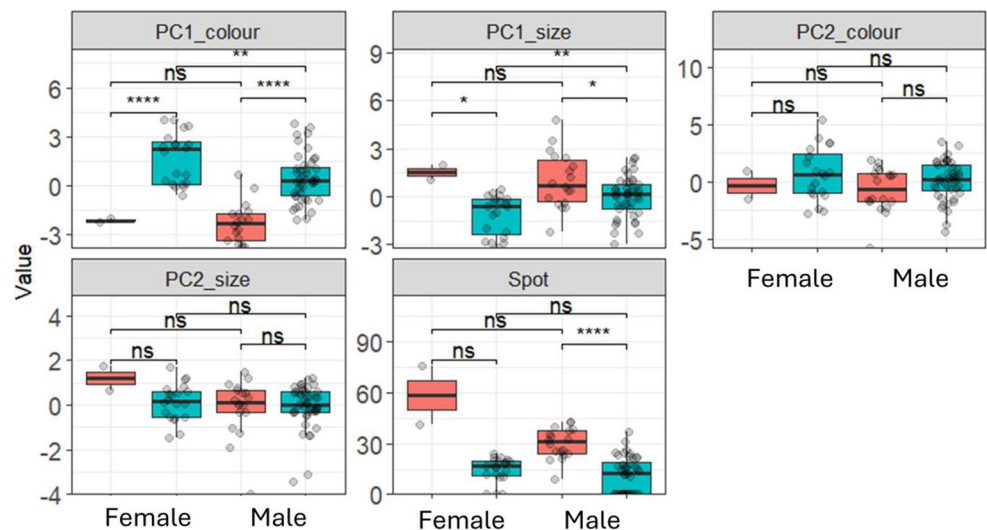 PC1_colour
PC1_size
PC2_colour
**
ns
****
****
6
3
0
-3
**
ns
*
*
9
6
3
0
-3
ns
ns
ns
ns
10
5
0
-5
Female Male
Value
PC2_size
Spot
ns
ns
ns
ns
4
2
0
-2
-4
ns
ns
****
ns
90
60
30
0
Female Male
Female Male